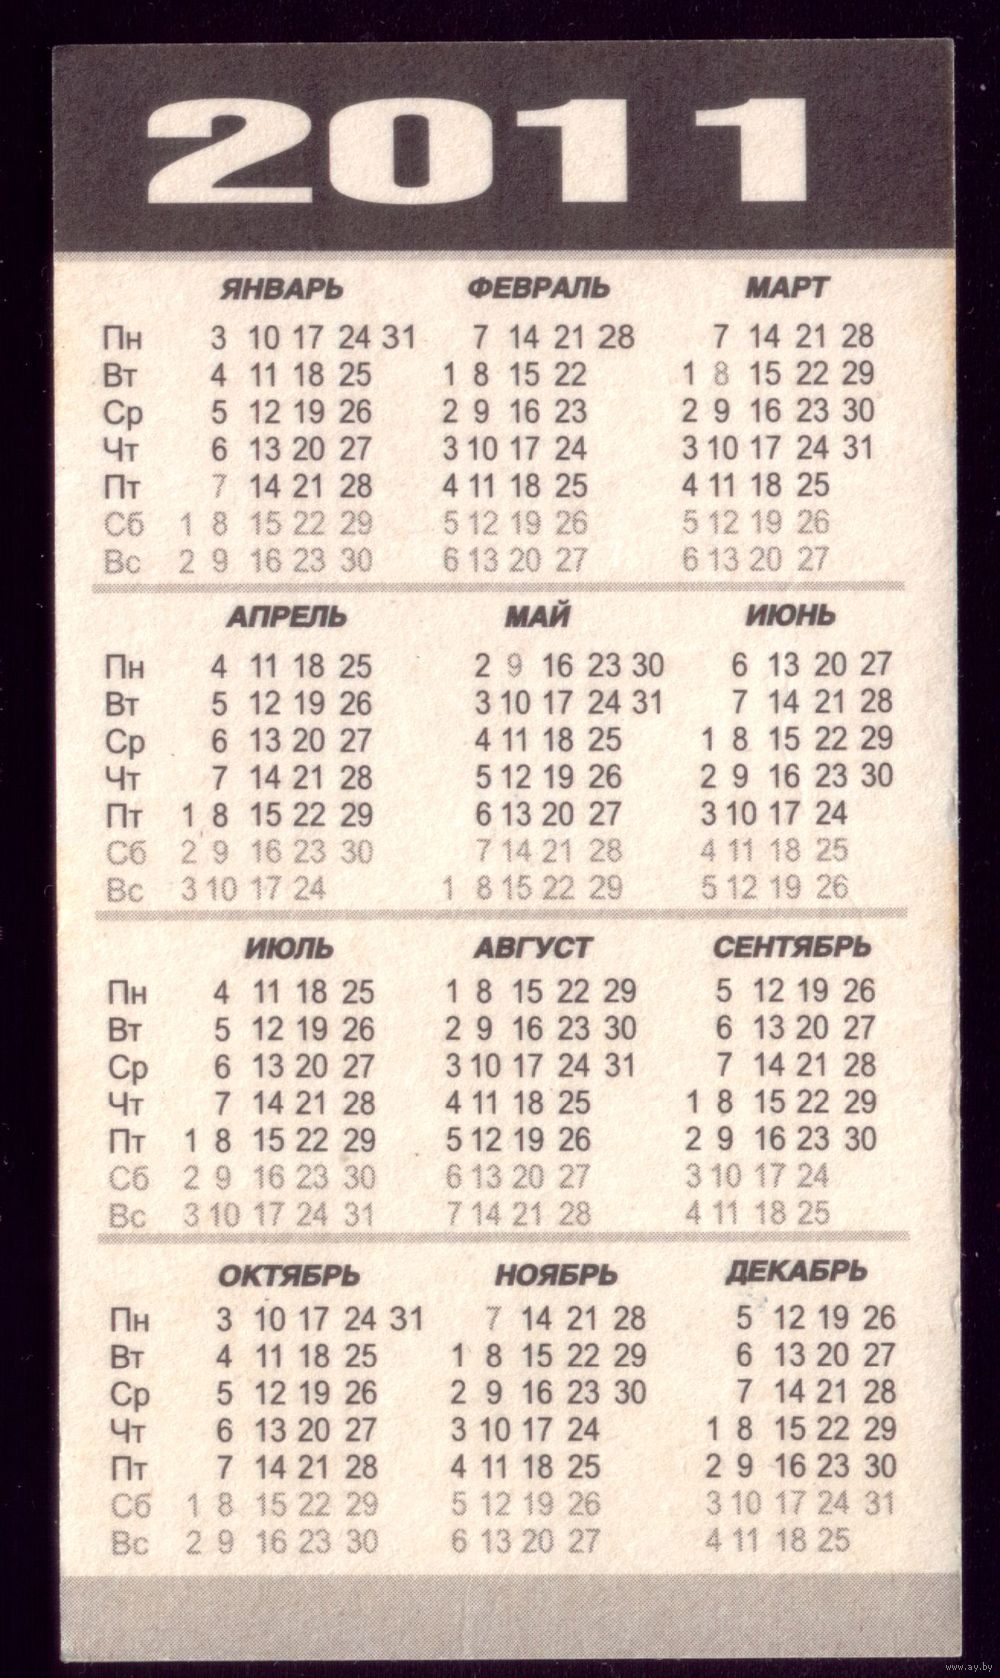 2011
ЯНВАРЬ ФЕВРАЛЬ МАРТ
Пн 3 10 17 24 31 7 14 21 28 7 14 21 28
Вт 4 11 18 25 1 8 15 22 1 8 15 22 29
Ср 5 12 19 26 2 9 16 23 2 9 16 23 30
Чт 6 13 20 27 3 10 17 24 3 10 17 24 31
Пт 7 14 21 28 4 11 18 25 4 11 18 25
Сб 1 8 15 22 29 5 12 19 26 5 12 19 26
Вс 2 9 16 23 30 6 13 20 27 6 13 20 27
АПРЕЛЬ МАЙ ИЮНЬ
Пн 4 11 18 25 2 9 16 23 30 6 13 20 27
Вт 5 12 19 26 3 10 17 24 31 7 14 21 28
Ср 6 13 20 27 4 11 18 25 1 8 15 22 29
Чт 7 14 21 28 5 12 19 26 2 9 16 23 30
Пт 1 8 15 22 29 6 13 20 27 3 10 17 24
Сб 2 9 16 23 30 7 14 21 28 4 11 18 25
Вс 3 10 17 24 1 8 15 22 29 5 12 19 26
ИЮЛЬ АВГУСТ СЕНТЯБРЬ
Пн 4 11 18 25 1 8 15 22 29 5 12 19 26
Вт 5 12 19 26 2 9 16 23 30 6 13 20 27
Ср 6 13 20 27 3 10 17 24 31 7 14 21 28
Чт 7 14 21 28 4 11 18 25 1 8 15 22 29
Пт 1 8 15 22 29 5 12 19 26 2 9 16 23 30
Сб 2 9 16 23 30 6 13 20 27 3 10 17 24
Вс 3 10 17 24 31 7 14 21 28 4 11 18 25
ОКТЯБРЬ НОЯБРЬ ДЕКАБРЬ
Пн 3 10 17 24 31 7 14 21 28 5 12 19 26
Вт 4 11 18 25 1 8 15 22 29 6 13 20 27
Ср 5 12 19 26 2 9 16 23 30 7 14 21 28
Чт 6 13 20 27 3 10 17 24 1 8 15 22 29
Пт 7 14 21 28 4 11 18 25 2 9 16 23 30
Сб 1 8 15 22 29 5 12 19 26 3 10 17 24 31
Вс 2 9 16 23 30 6 13 20 27 4 11 18 25
www.ay.by